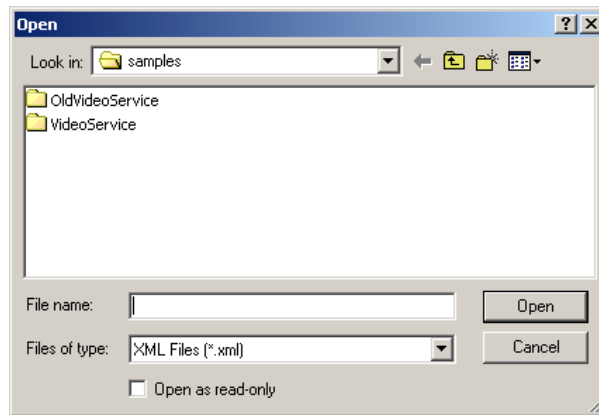 Open
Look in: samples
OldVideoService
VideoService
File name: Open
Files of type: XML Files (*.xml) Cancel
Open as read-only